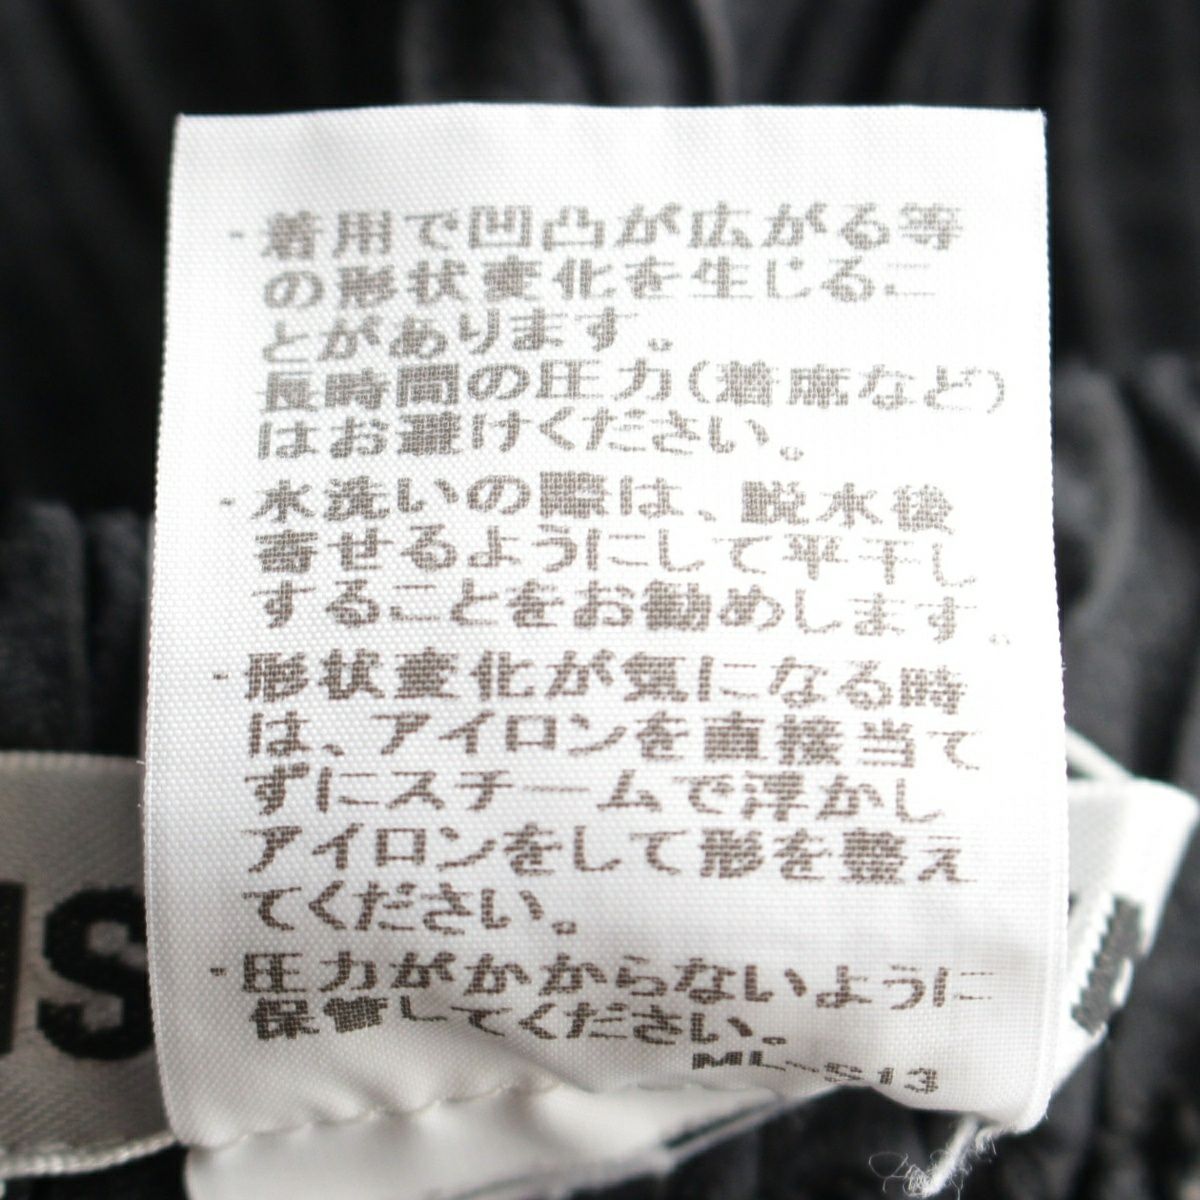 ・着用で凹凸が広がる等
の形状変化を生じるこ
とがあります。
長時間の圧力(着席など)
はお避けください。
・水洗いの際は、脱水後
寄せるようにして平干し
することをお勧めします。
・形状変化が気になる時
は、アイロンを直接当て
ずにスチームで浮かし
アイロンをして形を整え
てください。
・圧力がかからないように
保管してください。
ML-S13